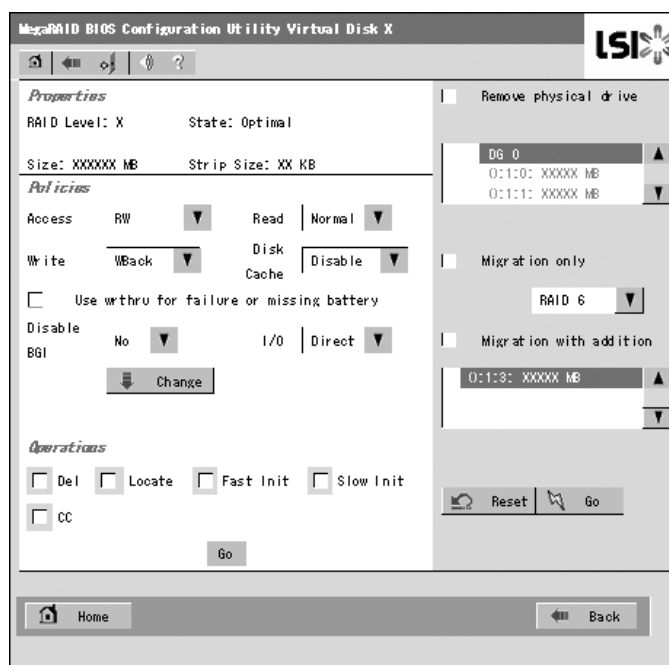 MegaRAID BIOS Configuration Utility Virtual Disk X
LSI
?
Properties
RAID Level: X State: Optimal
Size: XXXXXX MB Strip Size: XX KB
Policies
Access RW Read Normal
Write WBack Disk Cache Disable
Use wrthru for failure or missing battery
Disable BGI No I/O Direct
Change
Operations
Del Locate Fast Init Slow Init
CC
Go
Remove physical drive
DG 0
0:1:0: XXXXX MB
0:1:1: XXXXX MB
Migration only
RAID 6
Migration with addition
0:1:3: XXXXX MB
Reset Go
Home Back